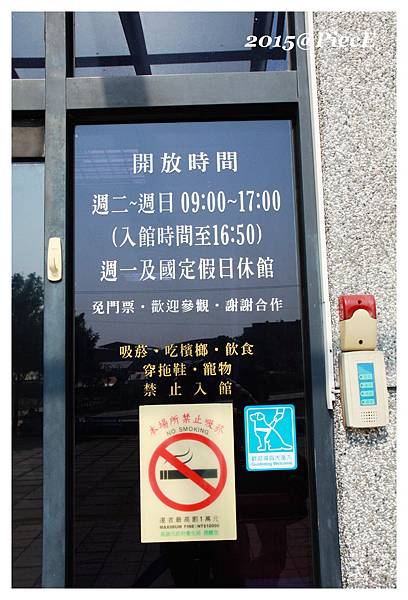 2015@PiecE
開放時間
週二~週日 09:00~17:00
(入館時間至16:50)
週一及國定假日休館
免門票·歡迎參觀·謝謝合作
吸菸·吃檳榔·飲食
穿拖鞋·寵物
禁止入館
本場所禁止吸菸
NO SMOKING
違者最高罰1萬元
MAXIMUM FINE:NT$10000
歡迎導盲犬進入
Guidedog Welcome